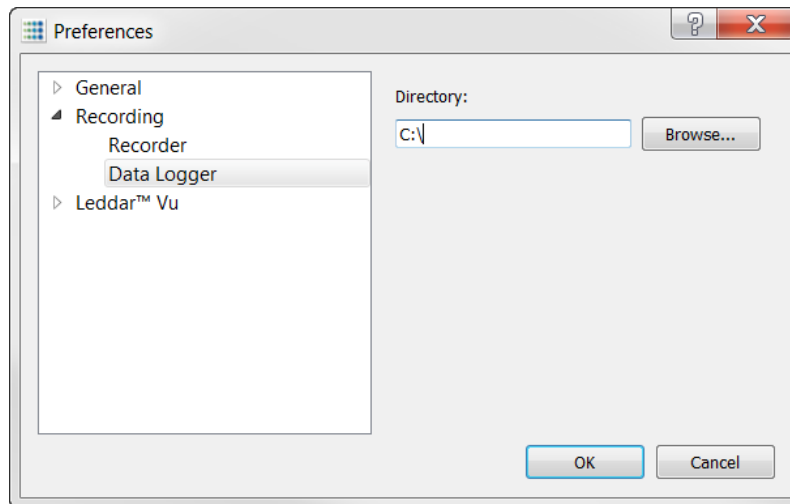 Preferences
General
Recording
Recorder
Data Logger
Leddar™ Vu
Directory:
C:\
Browse...
OK
Cancel